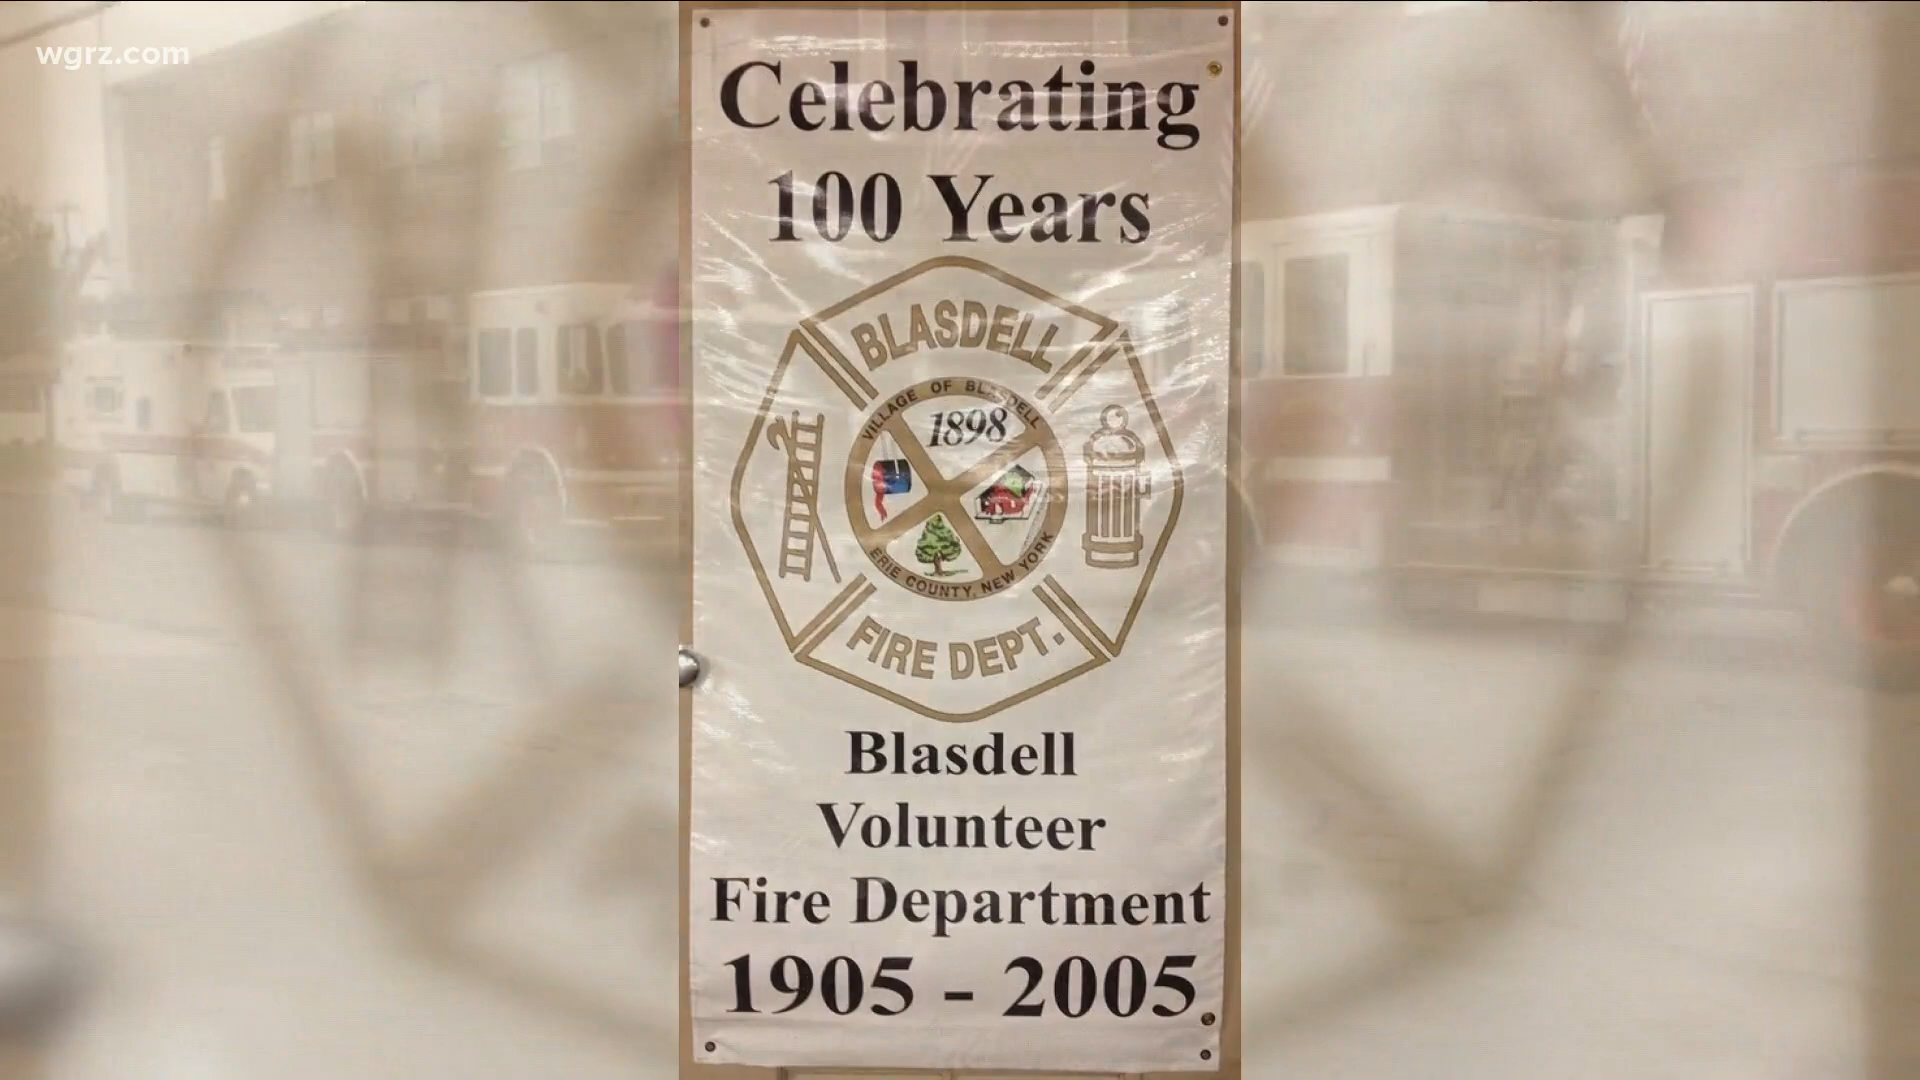 wgrz.com
Celebrating
100 Years
BLASDELL
VILLAGE OF BLASDELL
1898
ERIE COUNTY, NEW YORK
FIRE DEPT.
Blasdell
Volunteer
Fire Department
1905 - 2005